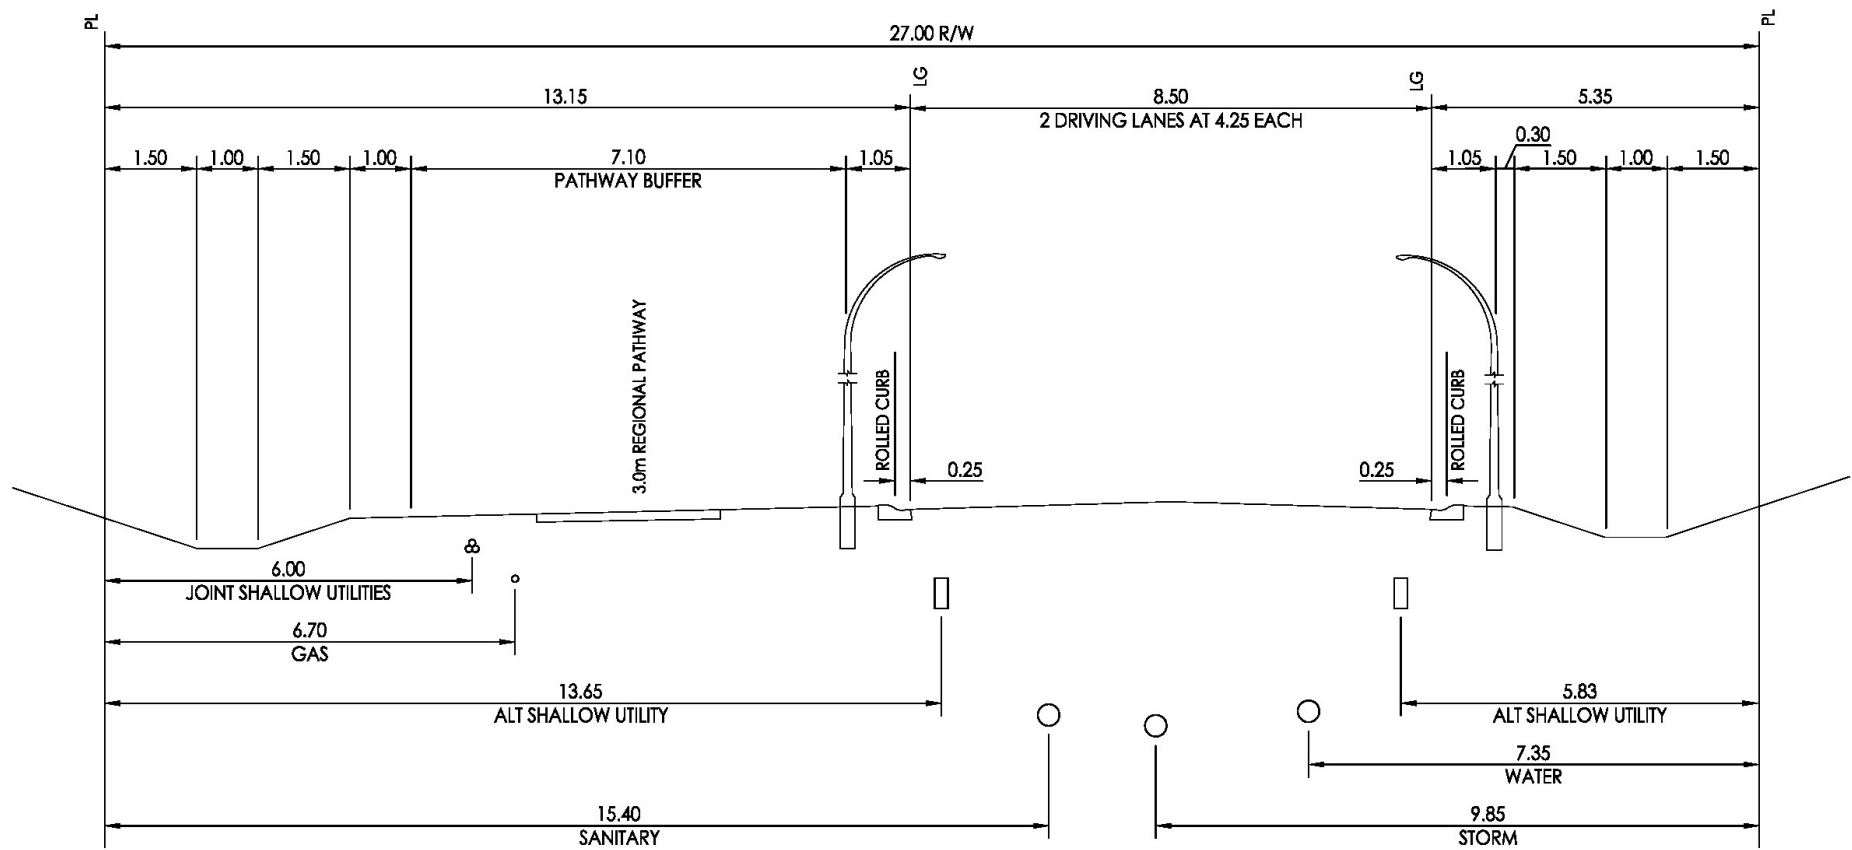 PL
PL
27.00 R/W
LG
LG
13.15
8.50
5.35
2 DRIVING LANES AT 4.25 EACH
0.30
1.50
1.00
1.50
1.00
7.10
1.05
1.05
1.50
1.00
1.50
PATHWAY BUFFER
3.0m REGIONAL PATHWAY
ROLLED CURB
ROLLED CURB
0.25
0.25
6.00
JOINT SHALLOW UTILITIES
6.70
GAS
13.65
ALT SHALLOW UTILITY
5.83
ALT SHALLOW UTILITY
7.35
WATER
15.40
SANITARY
9.85
STORM